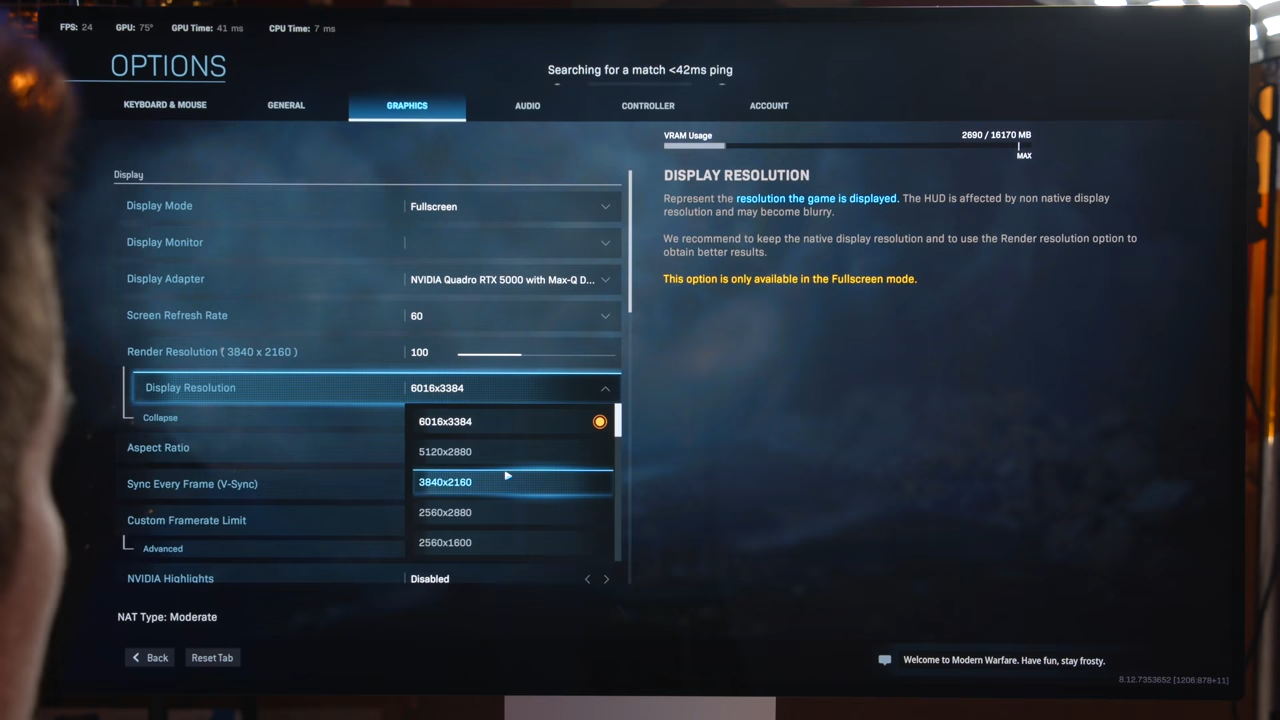 FPS: 24 GPU: 75° GPU Time: 41 ms CPU Time: 7 ms
OPTIONS
Searching for a match <42ms ping
KEYBOARD & MOUSE GENERAL GRAPHICS AUDIO CONTROLLER ACCOUNT
VRAM Usage 2690 / 16170 MB
MAX
Display
DISPLAY RESOLUTION
Represent the resolution the game is displayed. The HUD is affected by non native display
resolution and may become blurry.
We recommend to keep the native display resolution and to use the Render resolution option to
obtain better results.
This option is only available in the Fullscreen mode.
Display Mode Fullscreen
Display Monitor
Display Adapter NVIDIA Quadro RTX 5000 with Max-Q D...
Screen Refresh Rate 60
Render Resolution ( 3840 x 2160 ) 100
Display Resolution 6016x3384
Collapse
6016x3384
Aspect Ratio
5120x2880
Sync Every Frame (V-Sync)
3840x2160
2560x2880
Custom Framerate Limit
2560x1600
Advanced
NVIDIA Highlights Disabled
NAT Type: Moderate
Back Reset Tab
Welcome to Modern Warfare. Have fun, stay frosty.
8.12.7353652 [1206:878+11]